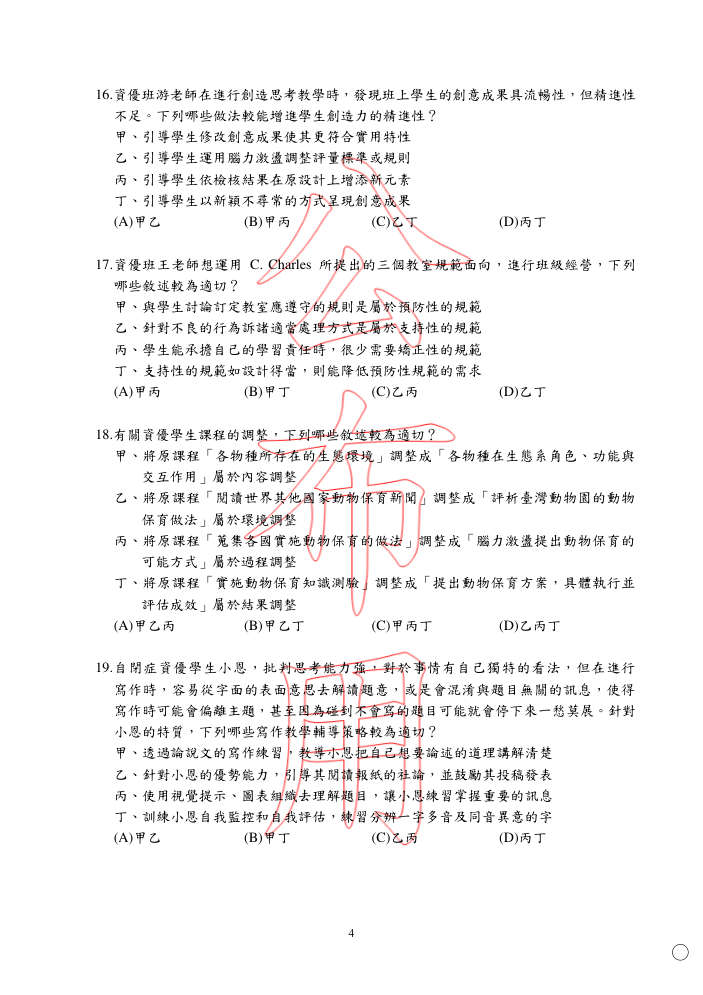 16.資優班游老師在進行創造思考教學時，發現班上學生的創意成果具流暢性，但精進性
不足。下列哪些做法較能增進學生創造力的精進性？
甲、引導學生修改創意成果使其更符合實用特性
乙、引導學生運用腦力激盪調整評量標準或規則
丙、引導學生依檢核結果在原設計上增添新元素
丁、引導學生以新穎不尋常的方式呈現創意成果
(A)甲乙 (B)甲丙 (C)乙丁 (D)丙丁
17.資優班王老師想運用 C. Charles 所提出的三個教室規範面向，進行班級經營，下列
哪些敘述較為適切？
甲、與學生討論訂定教室應遵守的規則是屬於預防性的規範
乙、針對不良的行為訴諸適當處理方式是屬於支持性的規範
丙、學生能承擔自己的學習責任時，很少需要矯正性的規範
丁、支持性的規範如設計得當，則能降低預防性規範的需求
(A)甲丙 (B)甲丁 (C)乙丙 (D)乙丁
18.有關資優學生課程的調整，下列哪些敘述較為適切？
甲、將原課程「各物種所存在的生態環境」調整成「各物種在生態系角色、功能與
交互作用」屬於內容調整
乙、將原課程「閱讀世界其他國家動物保育新聞」調整成「評析臺灣動物園的動物
保育做法」屬於環境調整
丙、將原課程「蒐集各國實施動物保育的做法」調整成「腦力激盪提出動物保育的
可能方式」屬於過程調整
丁、將原課程「實施動物保育知識測驗」調整成「提出動物保育方案，具體執行並
評估成效」屬於結果調整
(A)甲乙丙 (B)甲乙丁 (C)甲丙丁 (D)乙丙丁
19.自閉症資優學生小恩，批判思考能力強，對於事情有自己獨特的看法，但在進行
寫作時，容易從字面的表面意思去解讀題意，或是會混淆與題目無關的訊息，使得
寫作時可能會偏離主題，甚至因為碰到不會寫的題目可能就會停下來一愁莫展。針對
小恩的特質，下列哪些寫作教學輔導策略較為適切？
甲、透過論說文的寫作練習，教導小恩把自己想要論述的道理講解清楚
乙、針對小恩的優勢能力，引導其閱讀報紙的社論，並鼓勵其投稿發表
丙、使用視覺提示、圖表組織去理解題目，讓小恩練習掌握重要的訊息
丁、訓練小恩自我監控和自我評估，練習分辨一字多音及同音異意的字
(A)甲乙 (B)甲丁 (C)乙丙 (D)丙丁
公布用
4